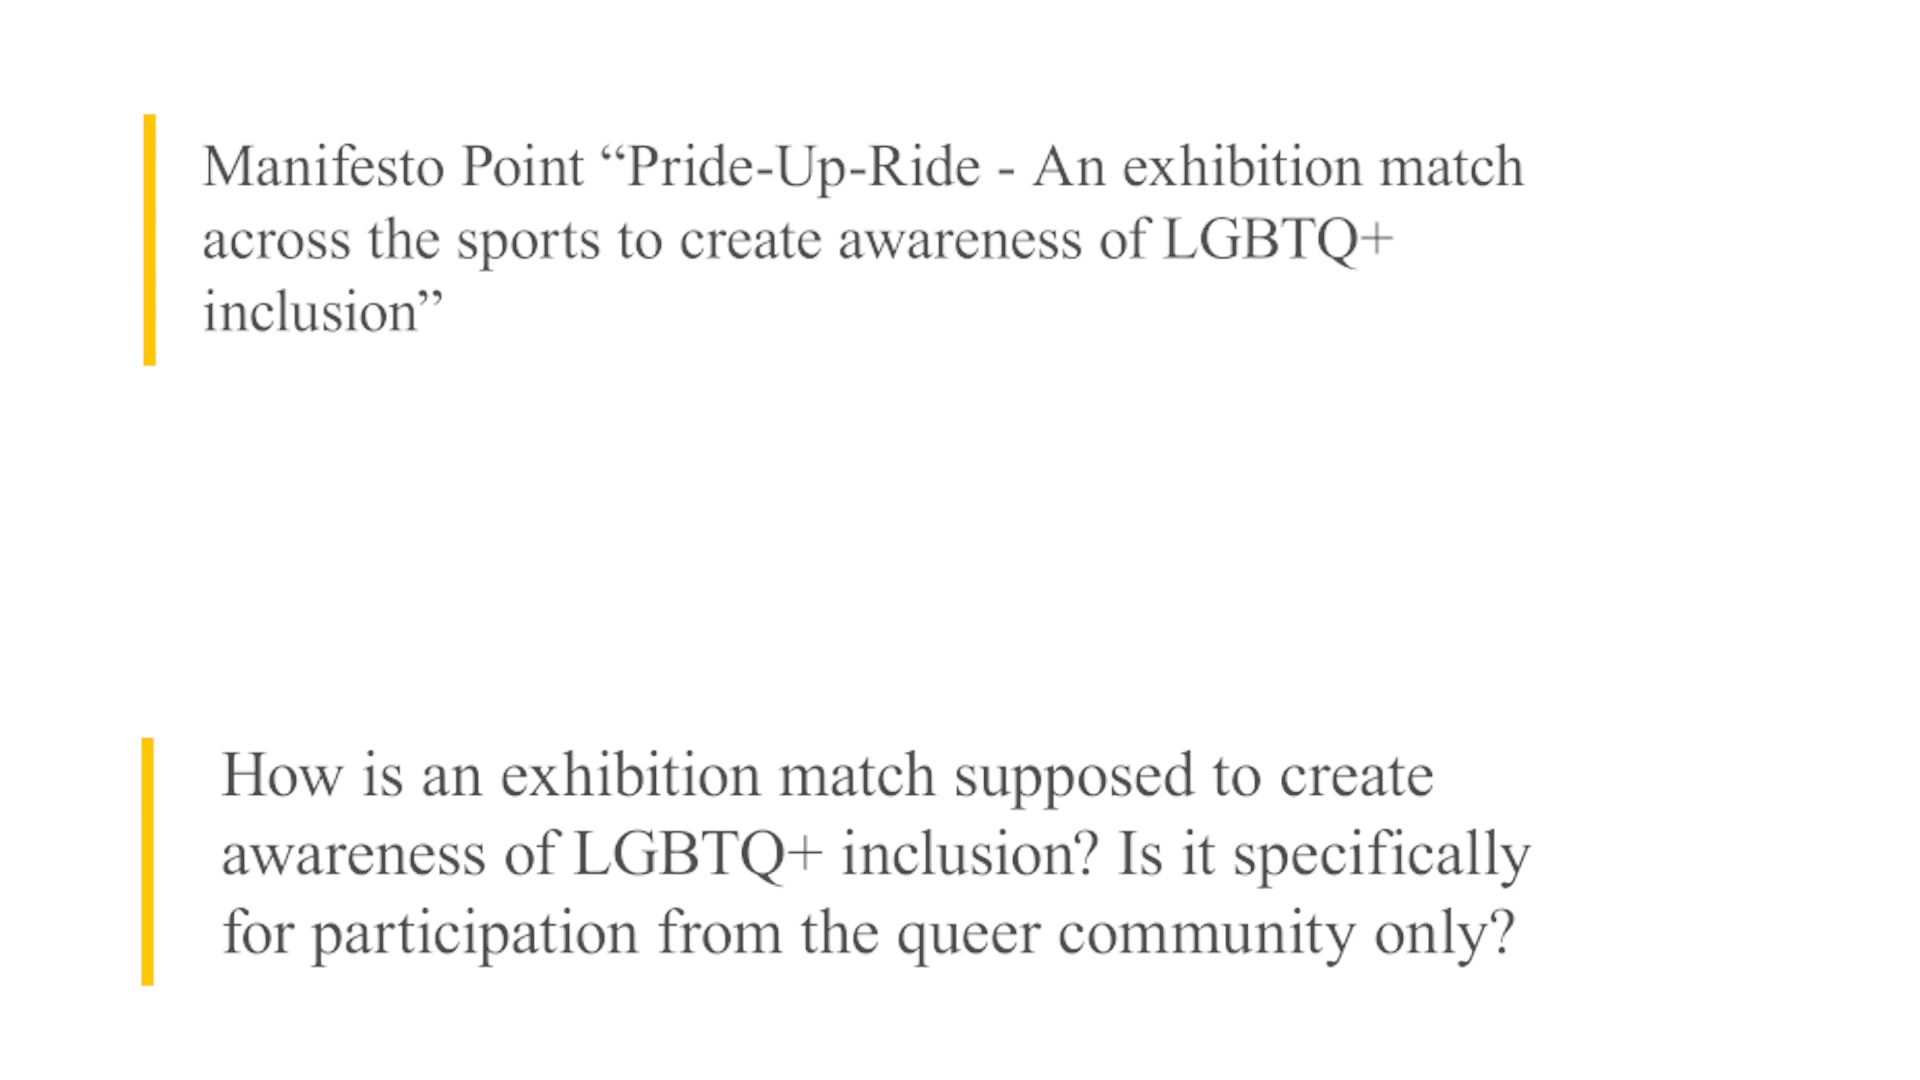 Manifesto Point “Pride-Up-Ride - An exhibition match
across the sports to create awareness of LGBTQ+
inclusion”
How is an exhibition match supposed to create
awareness of LGBTQ+ inclusion? Is it specifically
for participation from the queer community only?